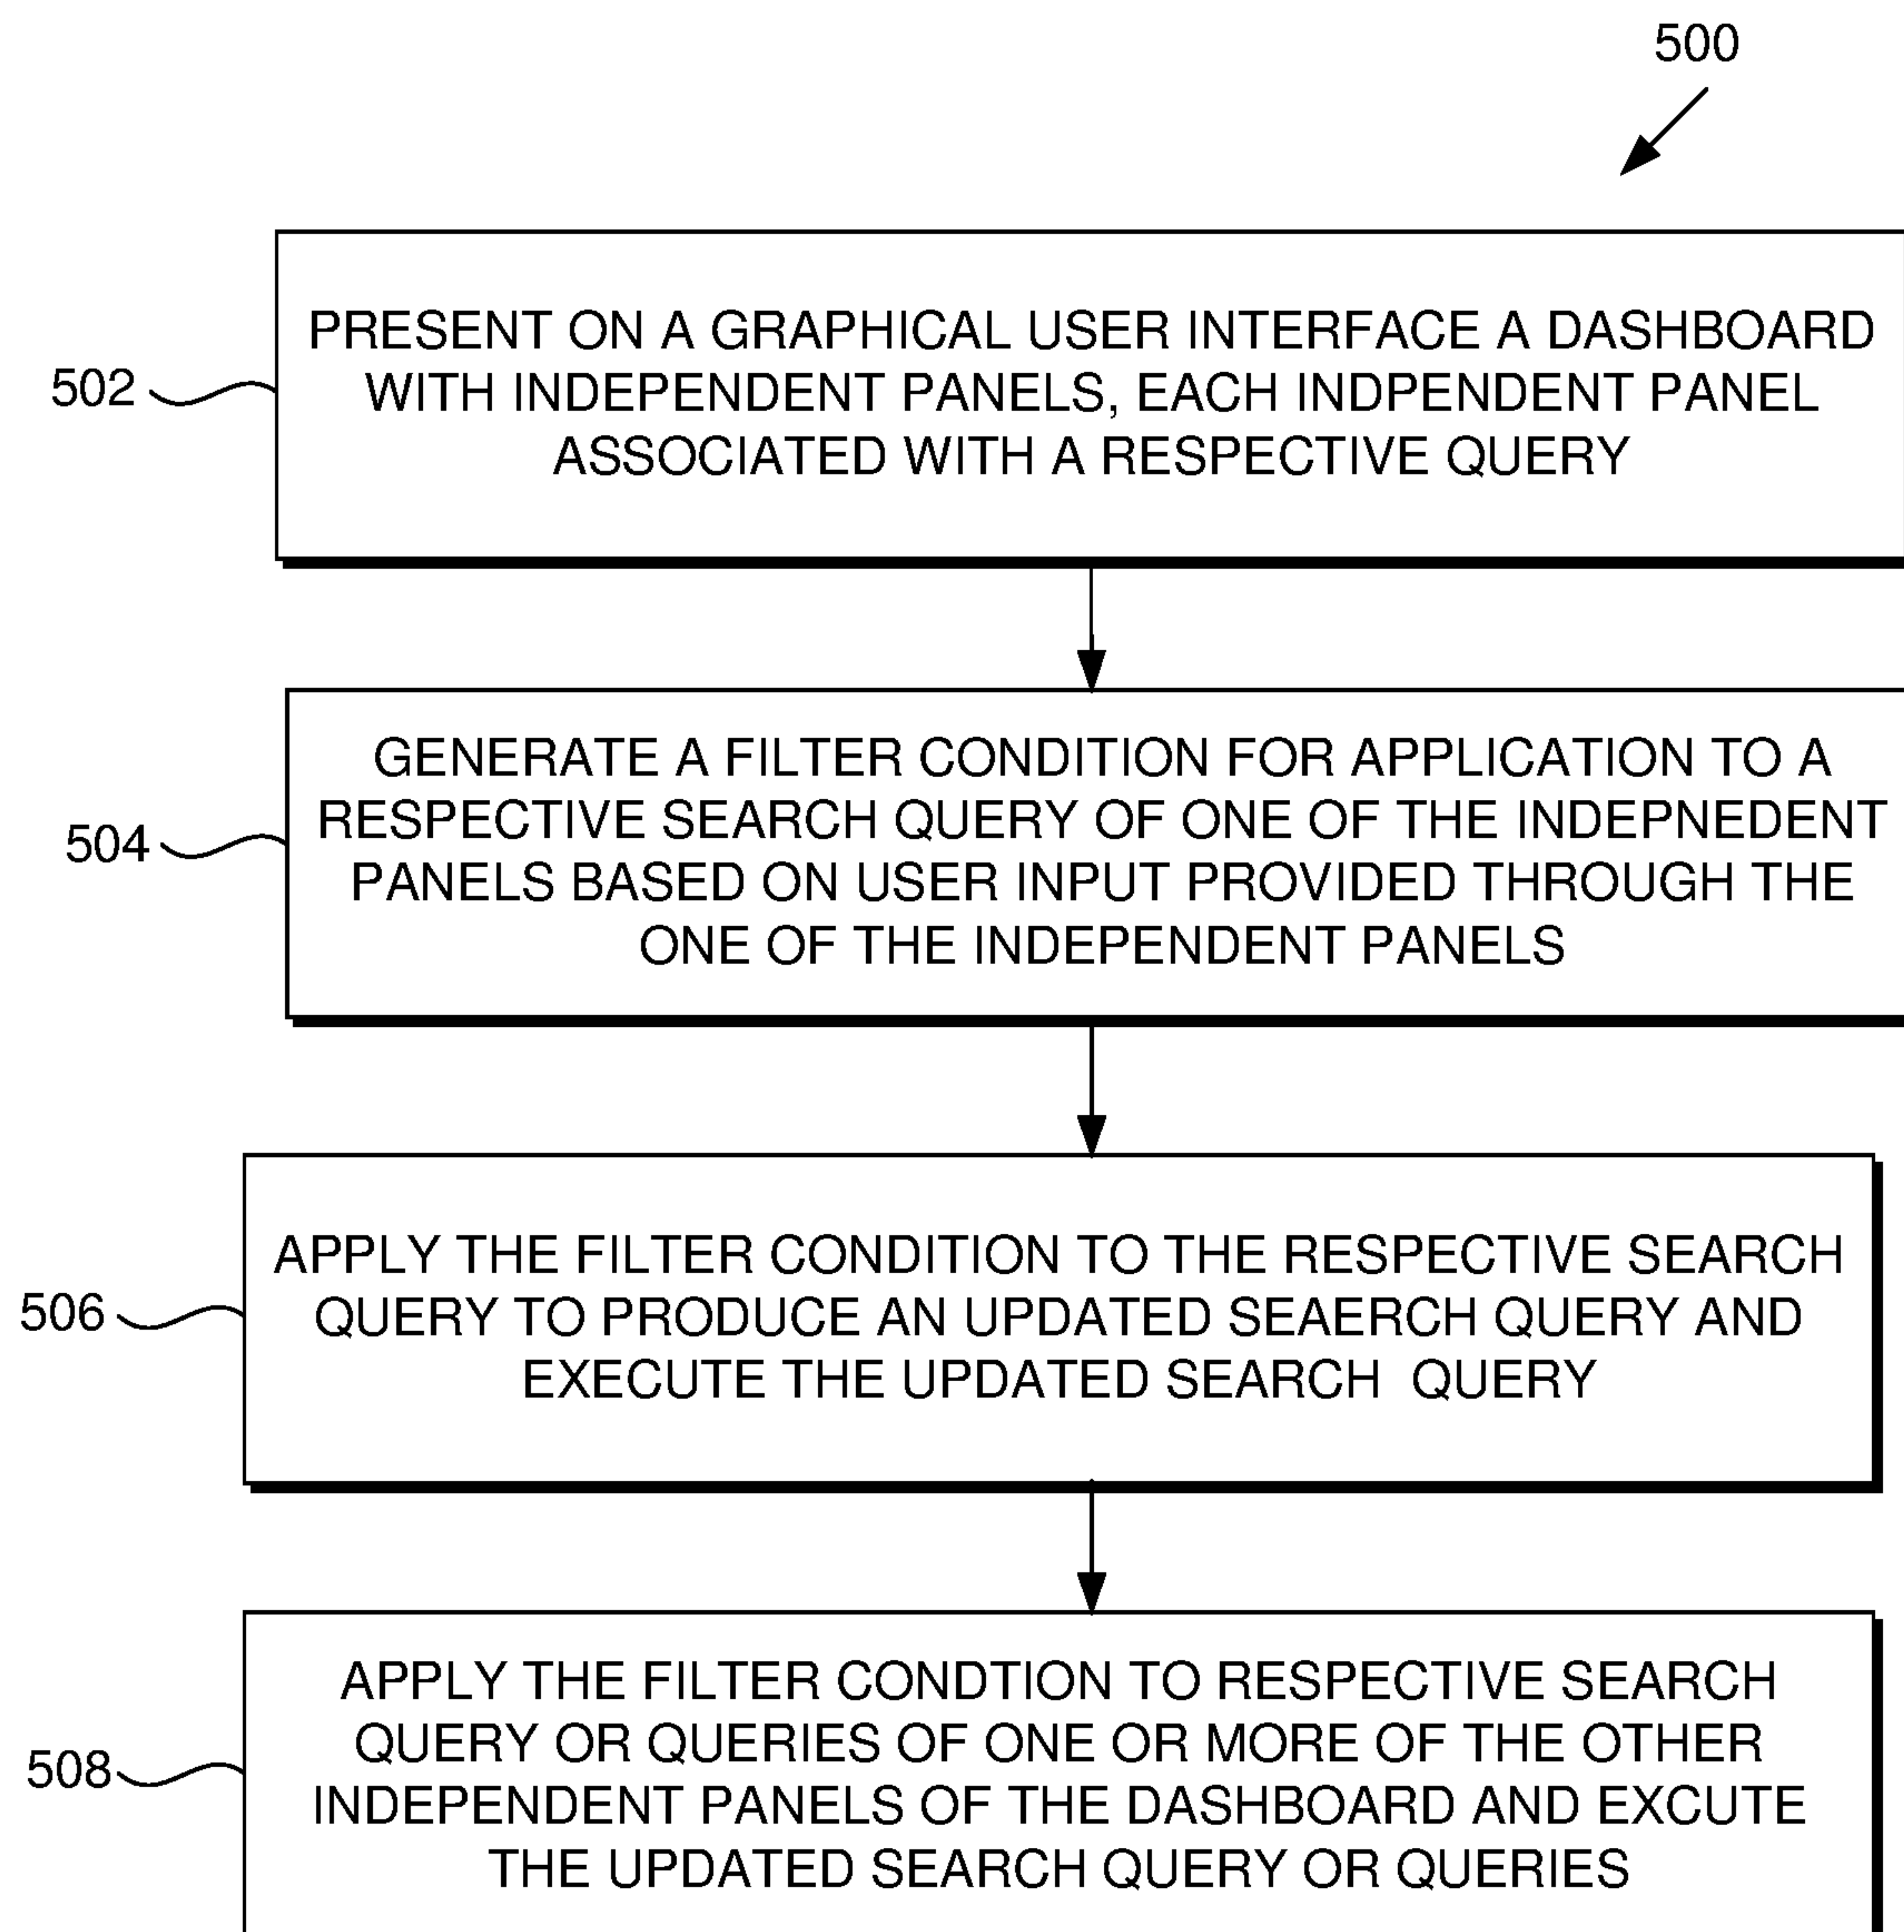 500
PRESENT ON A GRAPHICAL USER INTERFACE A DASHBOARD
WITH INDEPENDENT PANELS, EACH INDPENDENT PANEL
ASSOCIATED WITH A RESPECTIVE QUERY
502
GENERATE A FILTER CONDITION FOR APPLICATION TO A
RESPECTIVE SEARCH QUERY OF ONE OF THE INDEPNEDENT
PANELS BASED ON USER INPUT PROVIDED THROUGH THE
ONE OF THE INDEPENDENT PANELS
504
APPLY THE FILTER CONDITION TO THE RESPECTIVE SEARCH
QUERY TO PRODUCE AN UPDATED SEAERCH QUERY AND
EXECUTE THE UPDATED SEARCH QUERY
506
APPLY THE FILTER CONDTION TO RESPECTIVE SEARCH
QUERY OR QUERIES OF ONE OR MORE OF THE OTHER
INDEPENDENT PANELS OF THE DASHBOARD AND EXCUTE
THE UPDATED SEARCH QUERY OR QUERIES
508